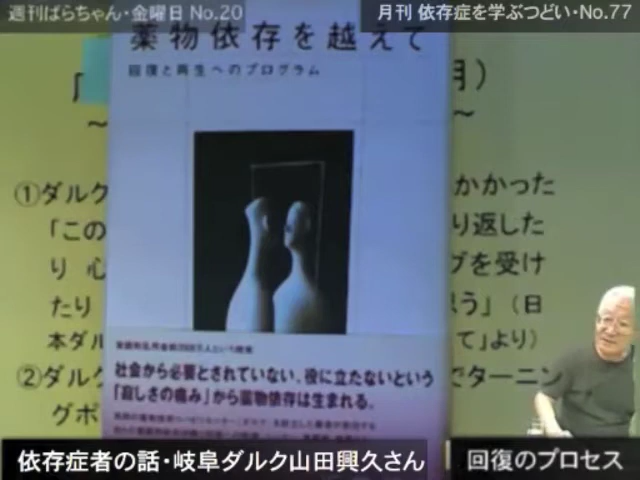 週刊ばらちゃん・金曜日 No.20
月刊 依存症を学ぶつどい・No.77
薬物依存を越えて
回復と再生へのプログラム
「
月）
～
～
①ダルク
かかった
「この
り返した
り 心
ブを受け
たり
思う」（日
本ダル
て」より）
②ダルク
でターニン
グポ
社会から必要とされていない、役に立たないという
「寂しさの痛み」から薬物依存は生まれる。
依存症者の話・岐阜ダルク山田興久さん
回復のプロセス